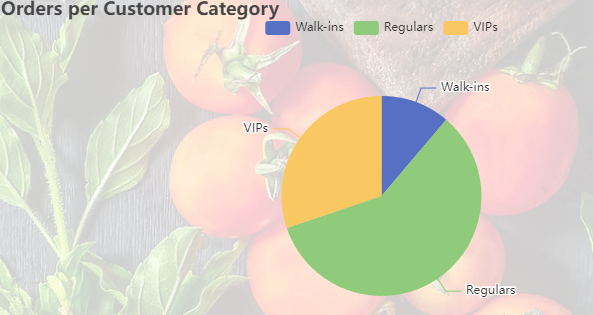 Orders per Customer Category
Walk-ins Regulars VIPs
Walk-ins
VIPs
Regulars